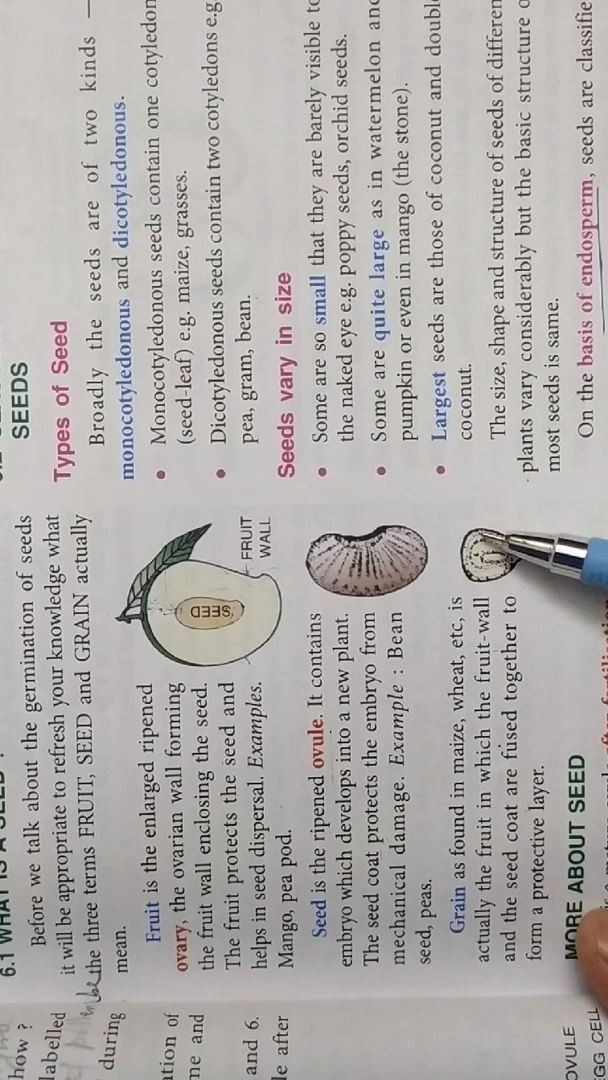 how ?
labelled
during
me and
and 6.
le after
OVULE
6.1 WHAT IS A SEED ?
Before we talk about the germination of seeds
it will be appropriate to refresh your knowledge what
the three terms FRUIT, SEED and GRAIN actually
mean.
Fruit is the enlarged ripened
ovary, the ovarian wall forming
the fruit wall enclosing the seed.
The fruit protects the seed and
helps in seed dispersal. Examples.
Mango, pea pod.
SEED
FRUIT
WALL
Seed is the ripened ovule. It contains
embryo which develops into a new plant.
The seed coat protects the embryo from
mechanical damage. Example : Bean
seed, peas.
Grain as found in maize, wheat, etc, is
actually the fruit in which the fruit-wall
and the seed coat are fused together to
form a protective layer.
MORE ABOUT SEED
SEEDS
Types of Seed
Broadly the seeds are of two kinds —
monocotyledonous and dicotyledonous.
• Monocotyledonous seeds contain one cotyledon
(seed-leaf) e.g. maize, grasses.
• Dicotyledonous seeds contain two cotyledons e.g
pea, gram, bean.
Seeds vary in size
• Some are so small that they are barely visible to
the naked eye e.g. poppy seeds, orchid seeds.
• Some are quite large as in watermelon and
pumpkin or even in mango (the stone).
• Largest seeds are those of coconut and doubl
coconut.
The size, shape and structure of seeds of differen
plants vary considerably but the basic structure o
most seeds is same.
On the basis of endosperm, seeds are classifie